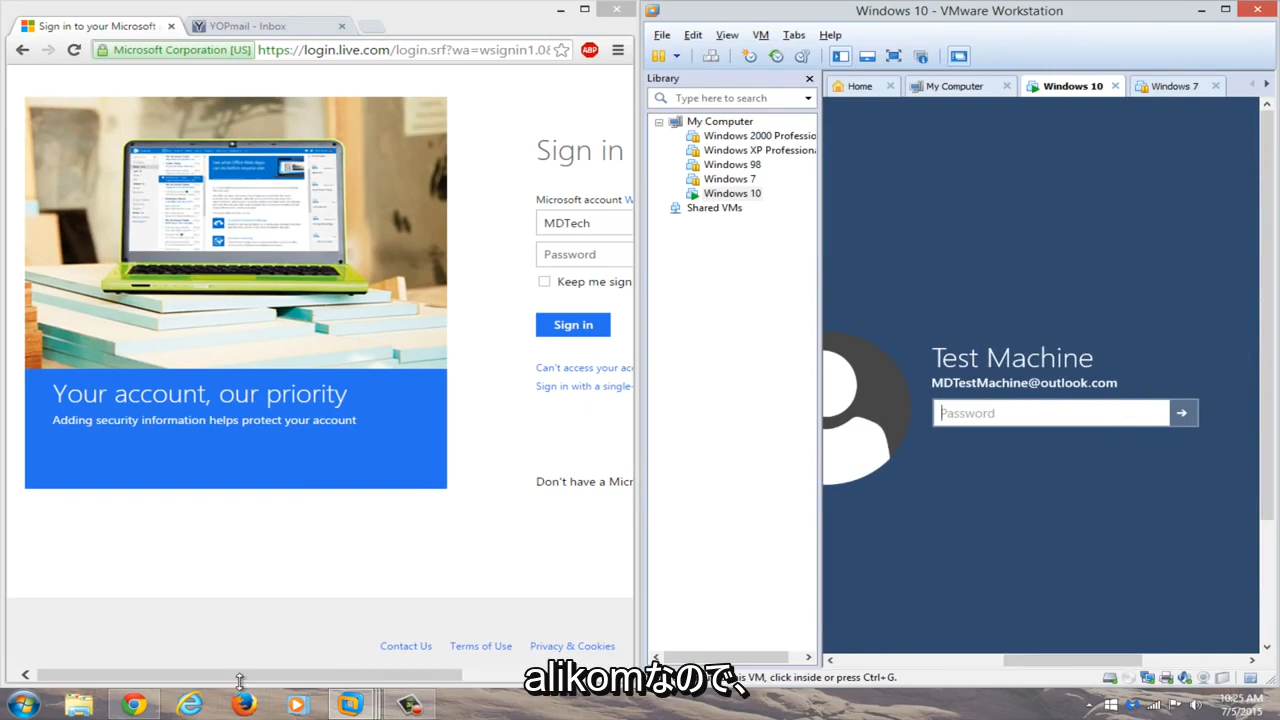 Sign in to your Microsoft
YOPmail - Inbox
Microsoft Corporation [US]
https://login.live.com/login.srf?wa=wsignin1.0&
ABP
Sign in
Microsoft account W
MDTech
Password
Keep me sign
Sign in
Can't access your acc
Sign in with a single-
Don't have a Micr
Your account, our priority
Adding security information helps protect your account
Contact Us
Terms of Use
Privacy & Cookies
Windows 10 - VMware Workstation
File Edit View VM Tabs Help
Library
Type here to search
My Computer
Windows 2000 Professio
Windows XP Profession
Windows 98
Windows 7
Windows 10
Shared VMs
Home
My Computer
Windows 10
Windows 7
Test Machine
MDTestMachine@outlook.com
Password
his VM, click inside or press Ctrl+G.
alikomなので、
10:25 AM
7/5/2015